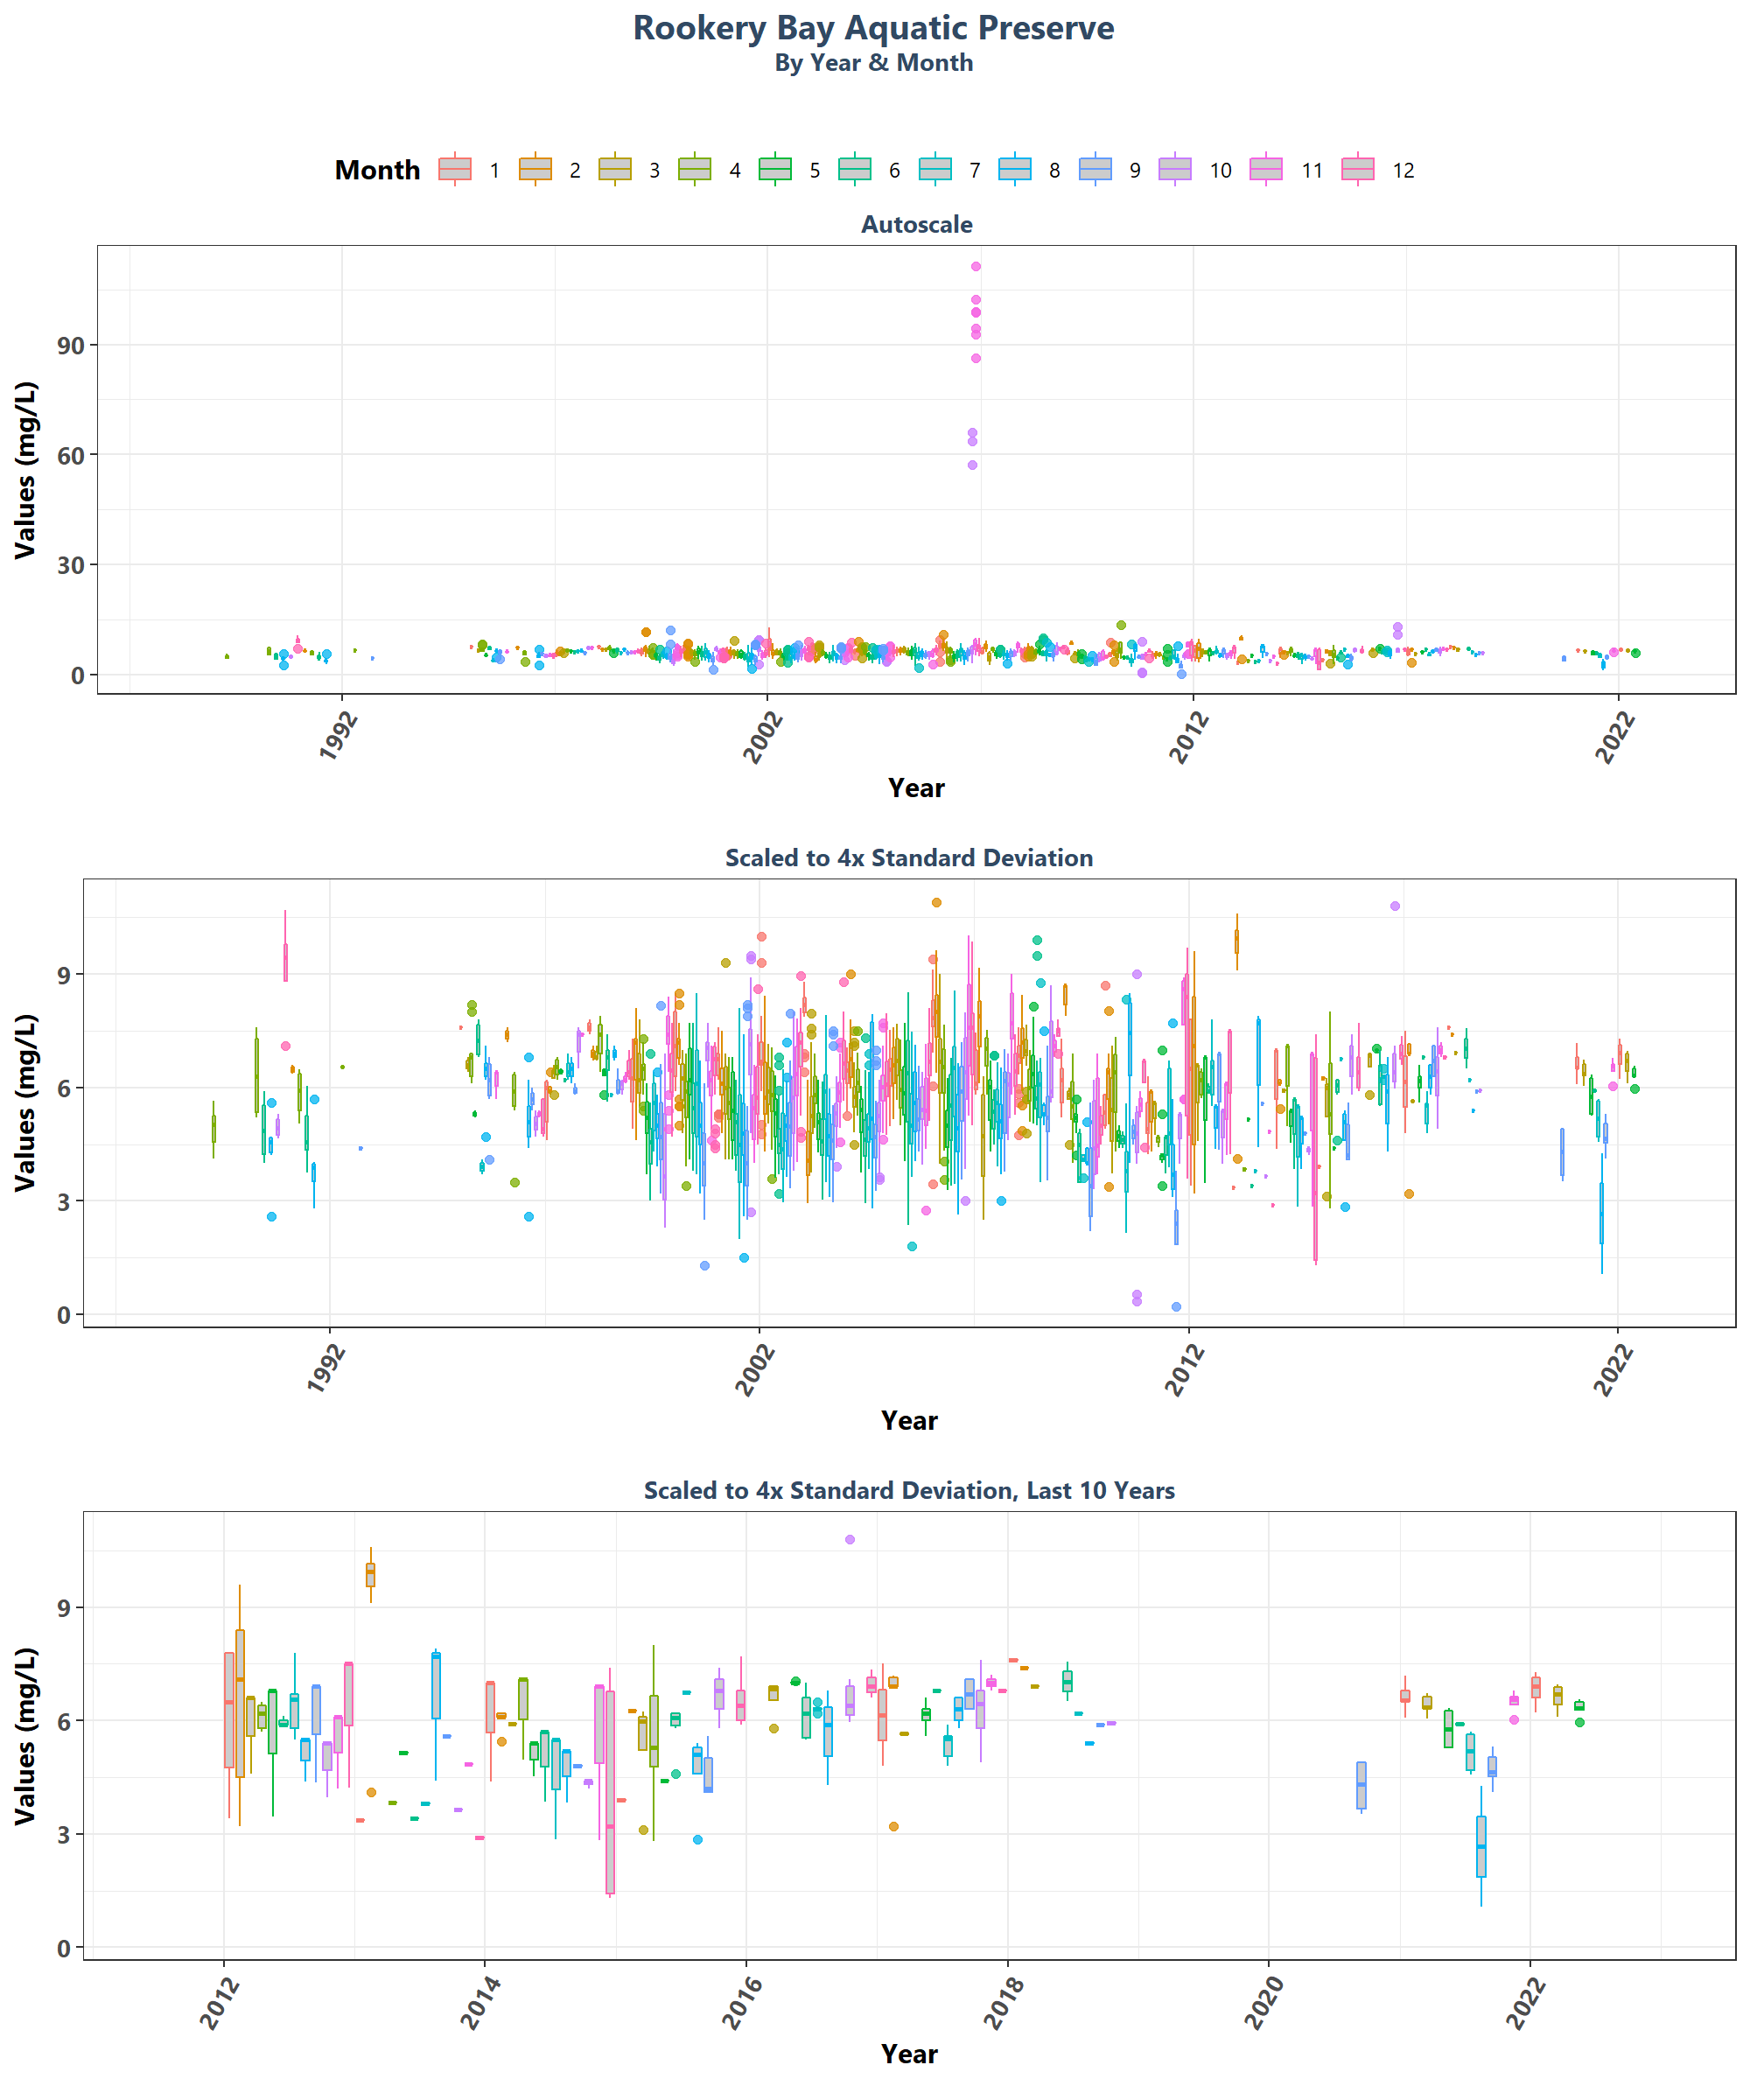 Rookery Bay Aquatic Preserve
By Year & Month
Month 1 2 3 4 5 6 7 8 9 10 11 12
Autoscale
Values (mg/L)
90
60
30
0
1992 2002 2012 2022
Year
Scaled to 4x Standard Deviation
Values (mg/L)
9
6
3
0
1992 2002 2012 2022
Year
Scaled to 4x Standard Deviation, Last 10 Years
Values (mg/L)
9
6
3
0
2012 2014 2016 2018 2020 2022
Year